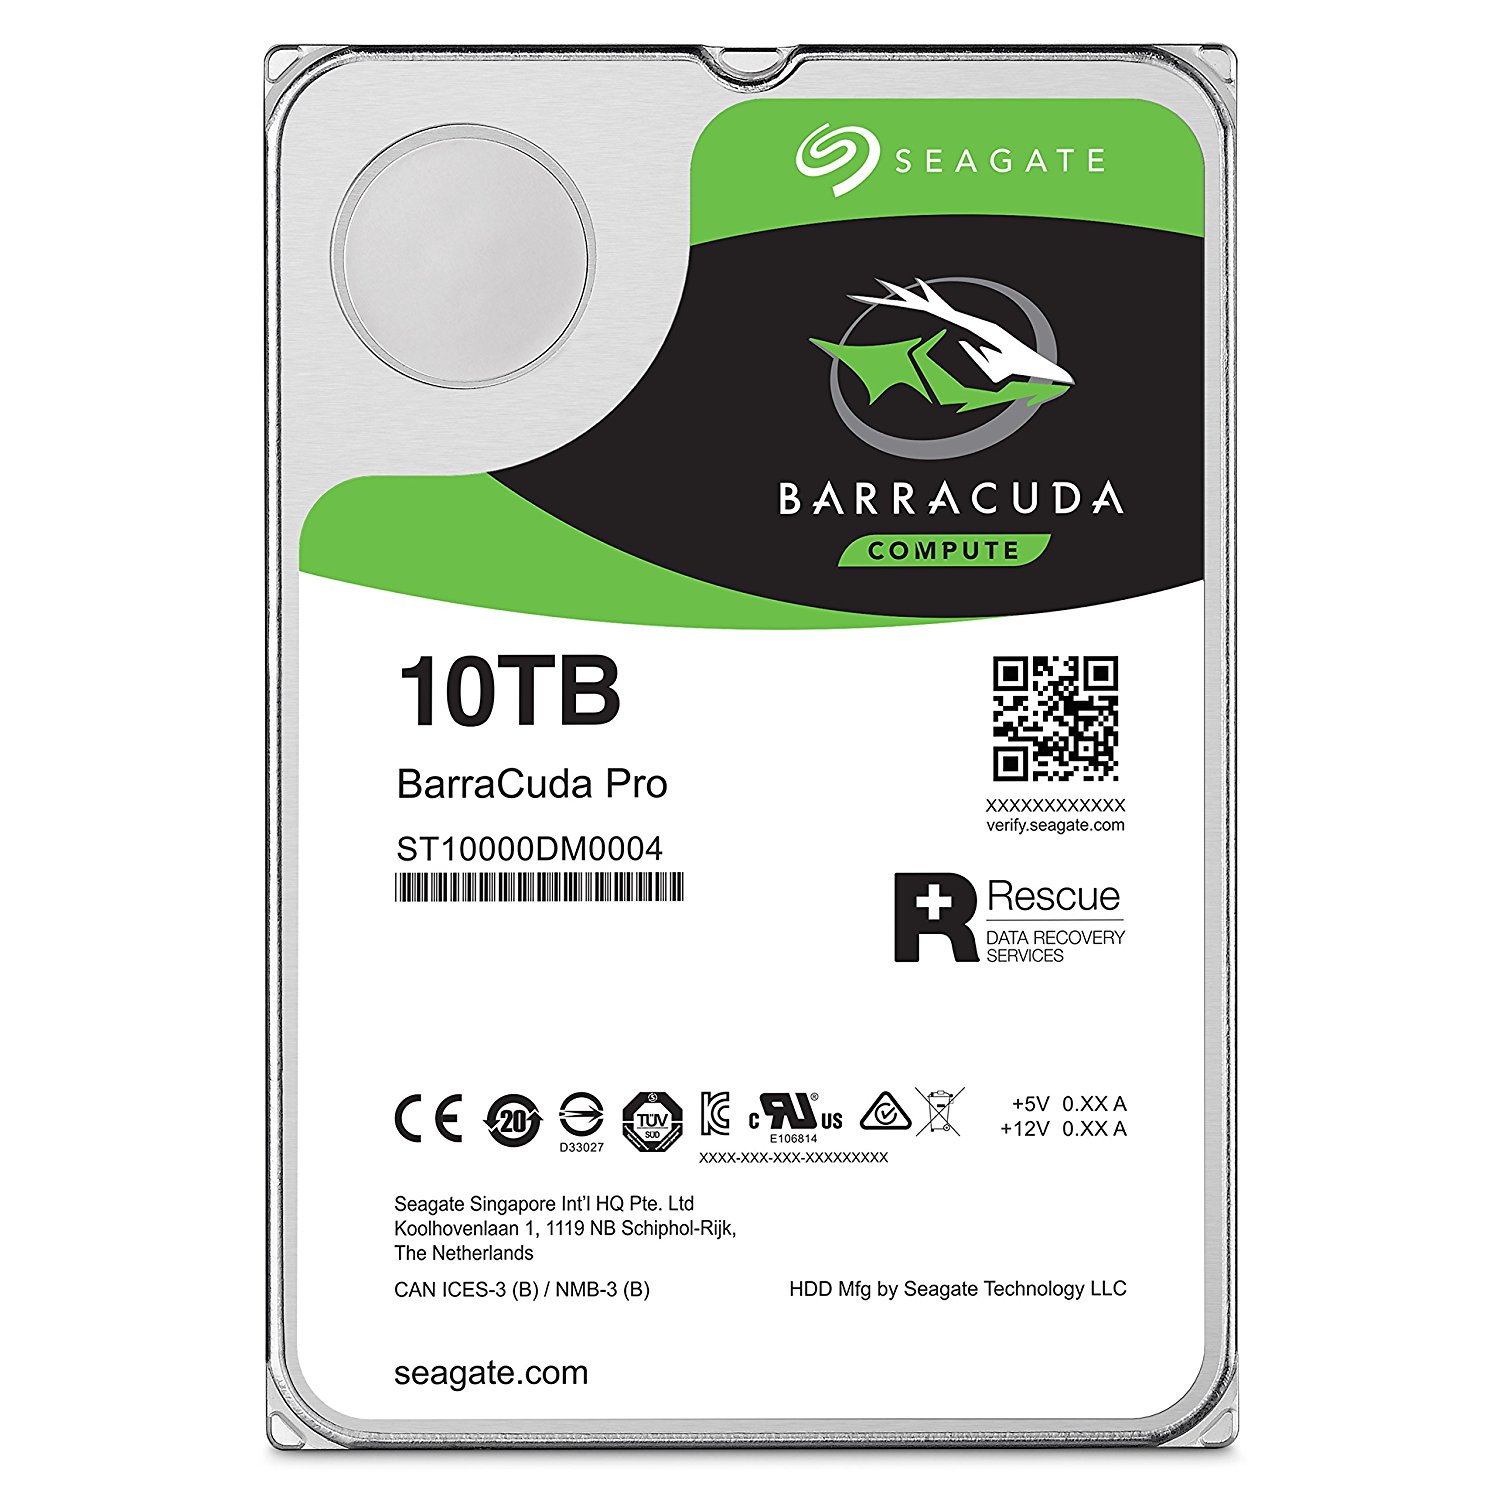 SEAGATE
BARRACUDA
COMPUTE
10TB
BarraCuda Pro
ST10000DM0004
XXXXXXXXXXXX
verify.seagate.com
R Rescue
DATA RECOVERY
SERVICES
CE 20 D33027 TÜV SÜD c RU® US E106814
XXXX-XXX-XXX-XXXXXXXXX
+5V 0.XX A
+12V 0.XX A
Seagate Singapore Int'l HQ Pte. Ltd
Koolhovenlaan 1, 1119 NB Schiphol-Rijk,
The Netherlands
CAN ICES-3 (B) / NMB-3 (B)
HDD Mfg by Seagate Technology LLC
seagate.com